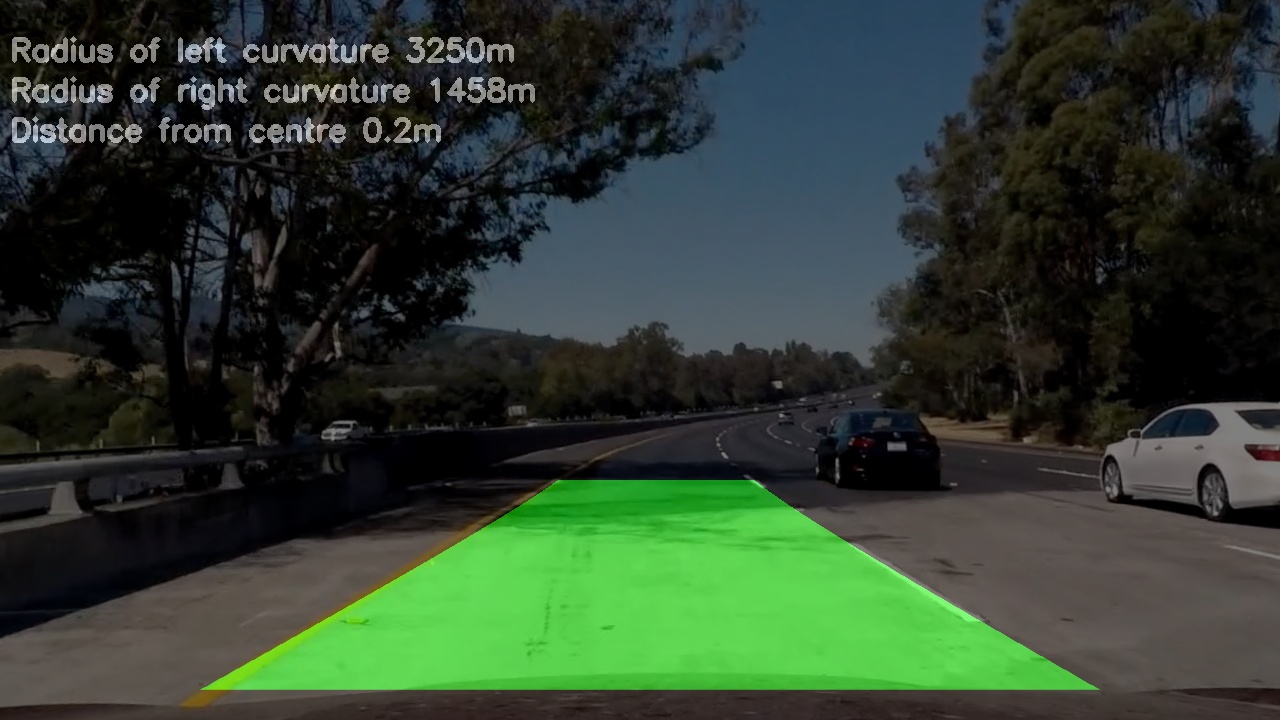 Radius of left curvature 3250m
Radius of right curvature 1458m
Distance from centre 0.2m